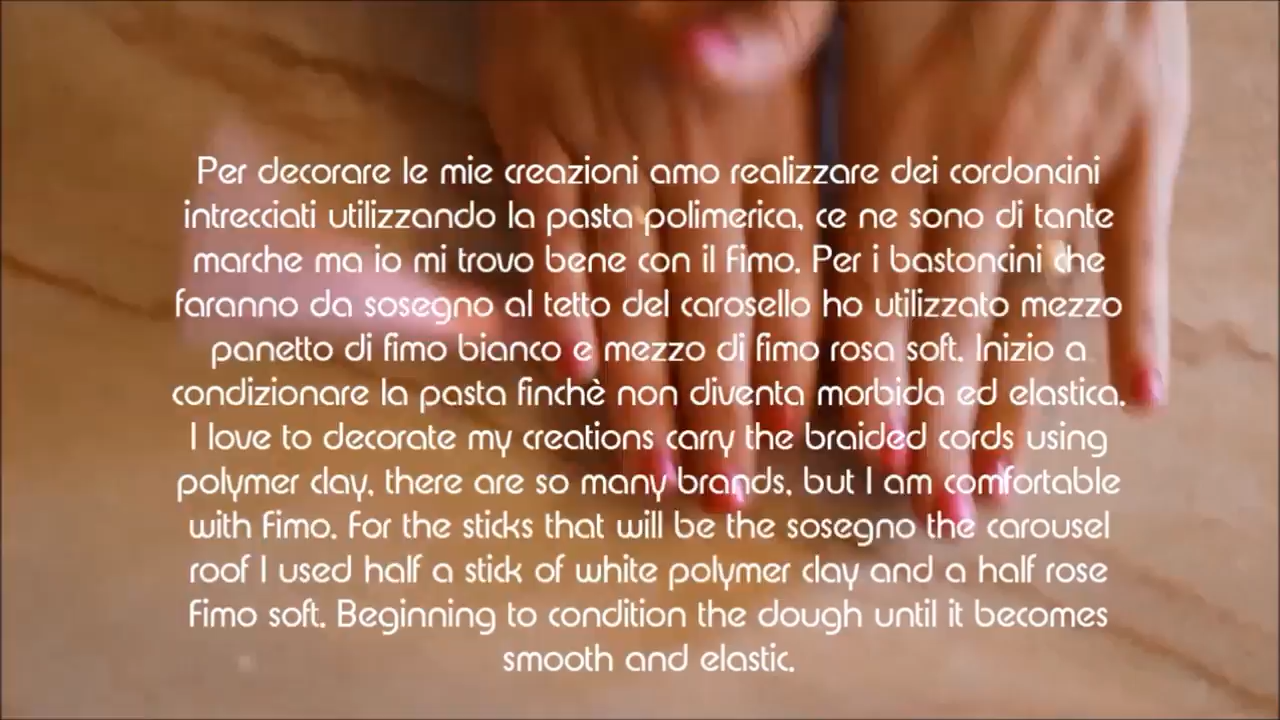 Per decorare le mie creazioni amo realizzare dei cordoncini
intrecciati utilizzando la pasta polimerica, ce ne sono di tante
marche ma io mi trovo bene con il Fimo. Per i bastoncini che
faranno da sosegno al tetto del carosello ho utilizzato mezzo
panetto di fimo bianco e mezzo di fimo rosa soft. Inizio a
condizionare la pasta finchè non diventa morbida ed elastica.
I love to decorate my creations carry the braided cords using
polymer clay, there are so many brands, but I am comfortable
with Fimo. For the sticks that will be the sosegno the carousel
roof I used half a stick of white polymer clay and a half rose
Fimo soft. Beginning to condition the dough until it becomes
smooth and elastic.